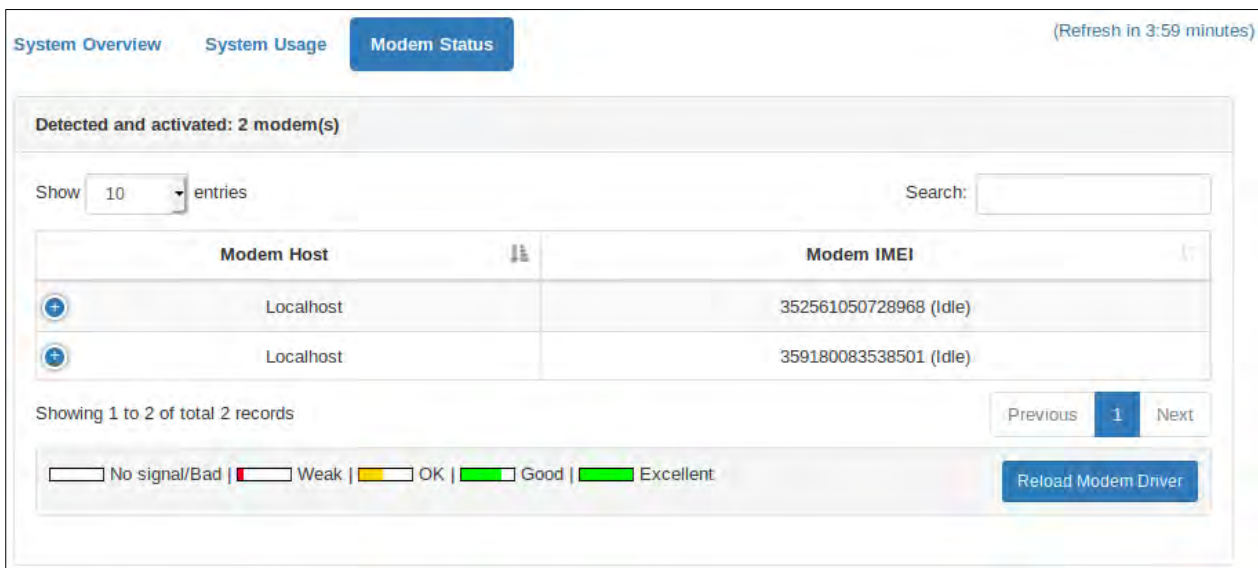 System Overview System Usage Modem Status (Refresh in 3:59 minutes)
Detected and activated: 2 modem(s)
Show 10 entries Search:
Modem Host Modem IMEI
Localhost 352561050728968 (Idle)
Localhost 359180083538501 (Idle)
Showing 1 to 2 of total 2 records Previous 1 Next
No signal/Bad | Weak | OK | Good | Excellent Reload Modem Driver